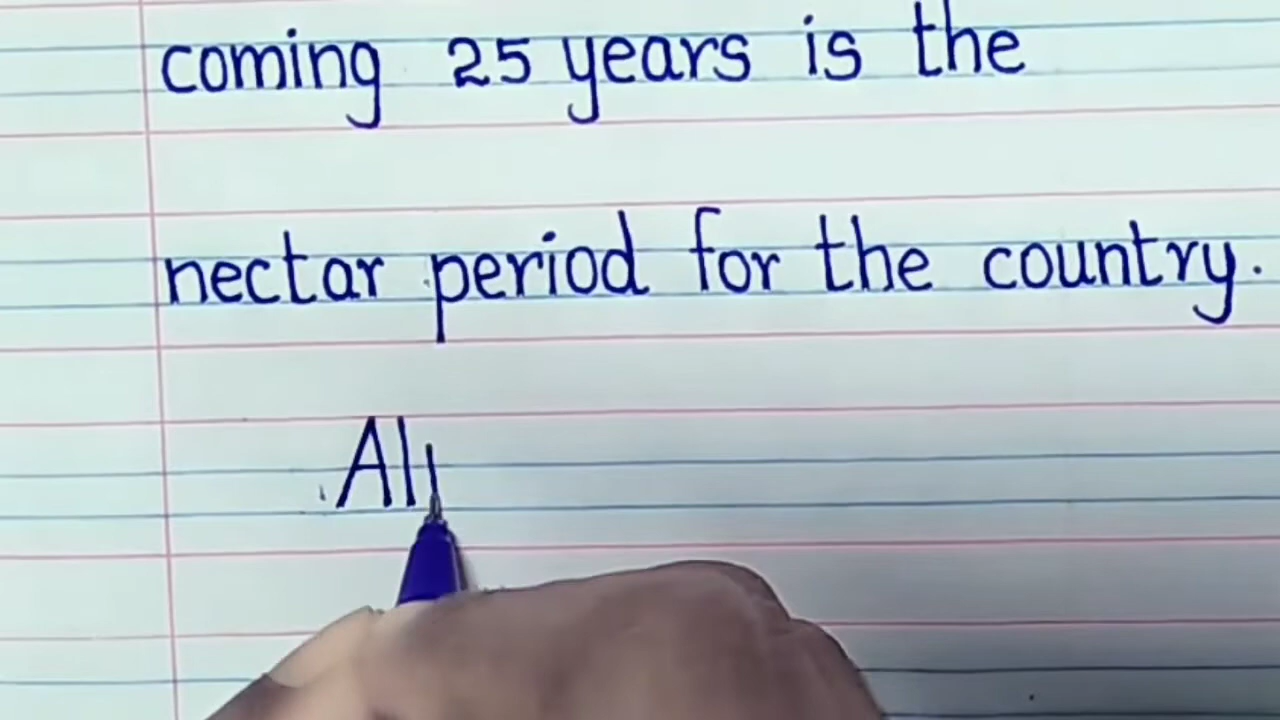 coming 25 years is the
nectar period for the country.
Al